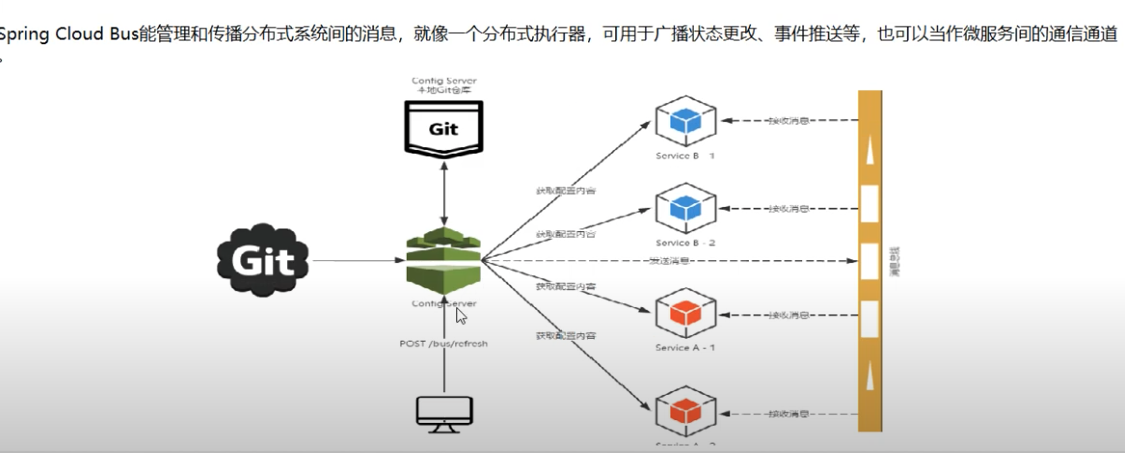 Spring Cloud Bus能管理和传播分布式系统间的消息，就像一个分布式执行器，可用于广播状态更改、事件推送等，也可以当作微服务间的通信通道
。
Config Server
本地Git仓库
Git
Service B - 1
接收消息
获取配置内容
Service B - 2
接收消息
获取配置内容
Git
发送消息
消息总线
Config Server
获取配置内容
接收消息
获取配置内容
POST /bus/refresh
Service A - 1
接收消息
Service A - 2